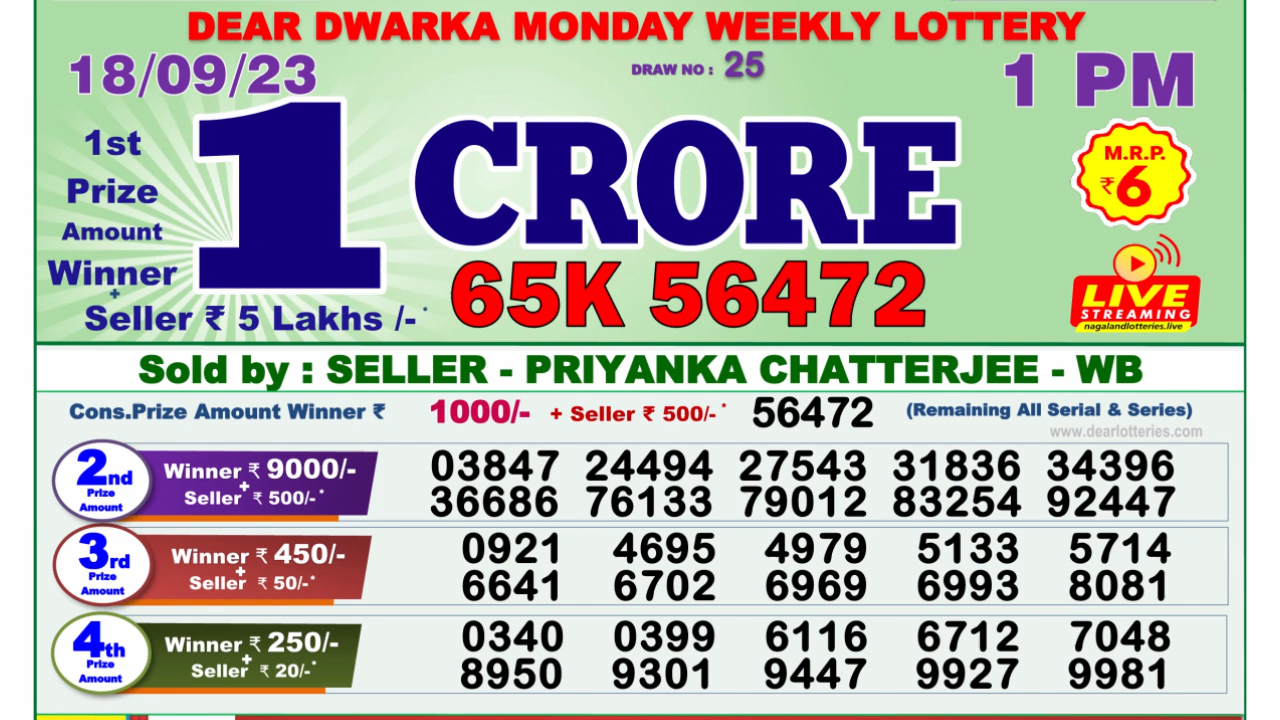 DEAR DWARKA MONDAY WEEKLY LOTTERY
18/09/23
DRAW NO : 25
1 PM
1st
Prize
Amount
Winner
+
Seller ₹ 5 Lakhs /-*
1 CRORE
65K 56472
M.R.P.
₹6
LIVE
STREAMING
nagalandlotteries.live
Sold by : SELLER - PRIYANKA CHATTERJEE - WB
Cons.Prize Amount Winner ₹ 1000/- + Seller ₹ 500/-* 56472 (Remaining All Serial & Series)
www.dearlotteries.com
2nd
Prize
Amount
Winner ₹ 9000/-
+
Seller ₹ 500/-*
03847 24494 27543 31836 34396
36686 76133 79012 83254 92447
3rd
Prize
Amount
Winner ₹ 450/-
+
Seller ₹ 50/-*
0921 4695 4979 5133 5714
6641 6702 6969 6993 8081
4th
Prize
Amount
Winner ₹ 250/-
+
Seller ₹ 20/-*
0340 0399 6116 6712 7048
8950 9301 9447 9927 9981